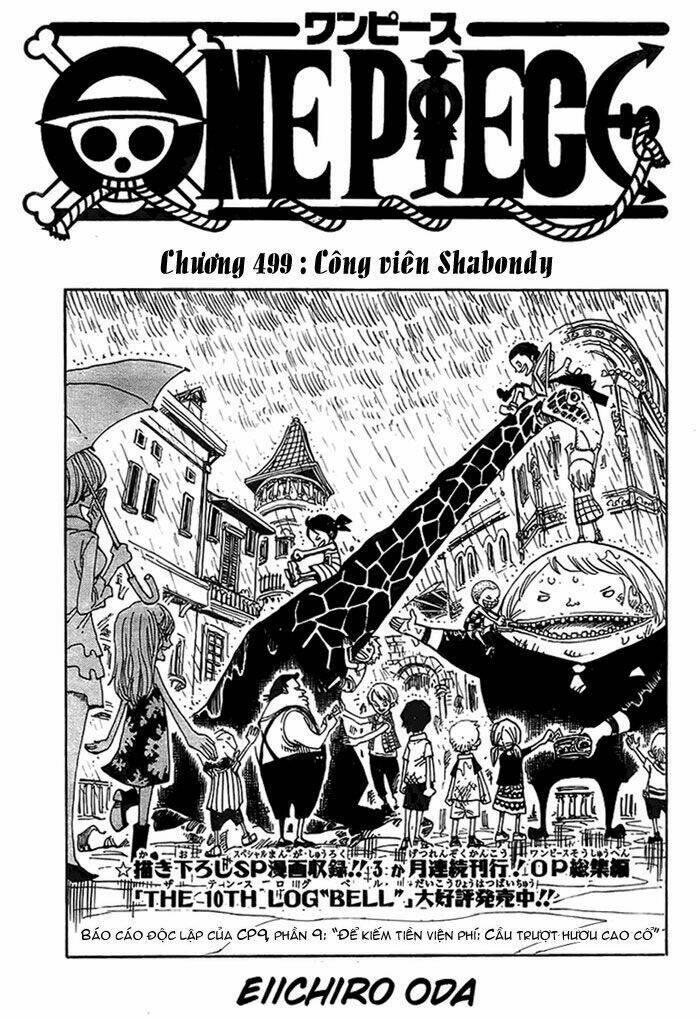 ワンピース
ONE PIECE
Chương 499 : Công viên Shabondy
☆描き下ろしSP漫画収録!!3か月連続刊行!OP総集編
「THE 10TH LOG "BELL"」大好評発売中!!
Báo cáo độc lập của CP9, phần 9: “Để kiếm tiền viện phí: Cầu trượt hươu cao cổ”
EIICHIRO ODA